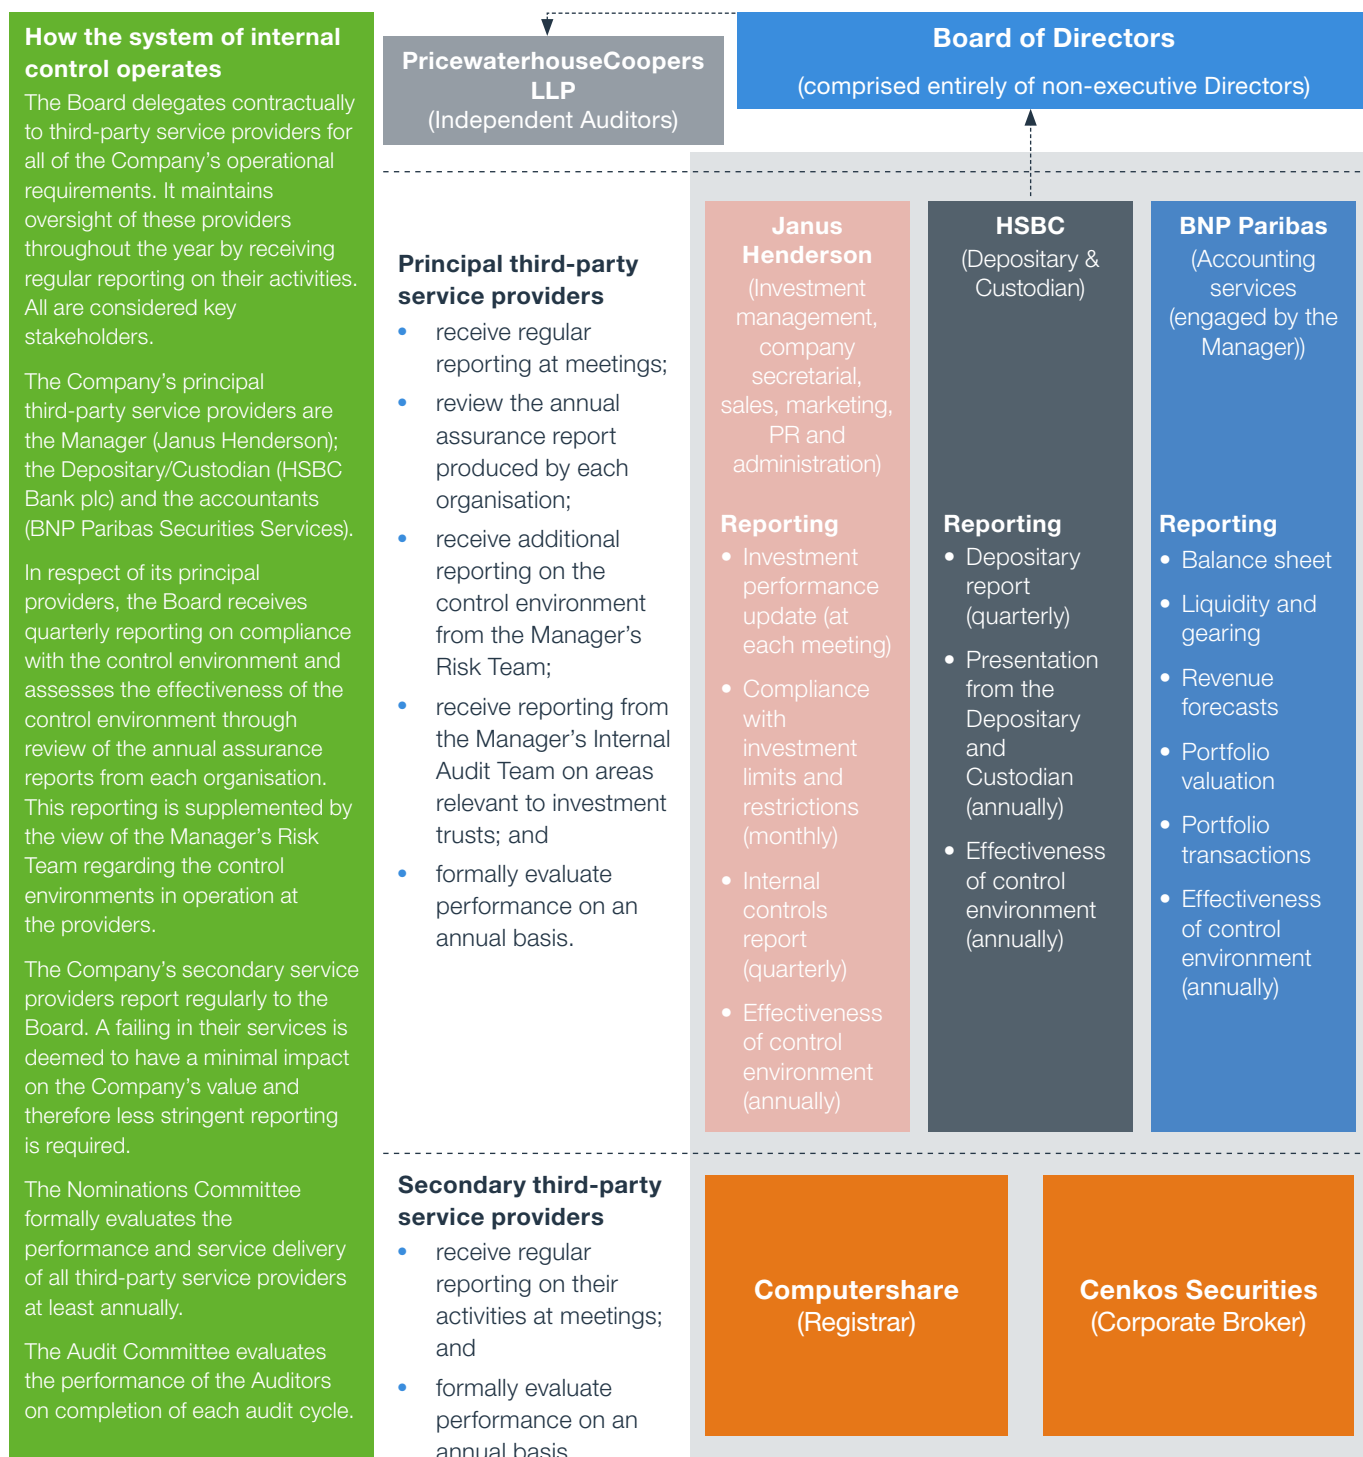 How the system of internal
control operates
The Board delegates contractually
to third-party service providers for
all of the Company's operational
requirements. It maintains
oversight of these providers
throughout the year by receiving
regular reporting on their activities.
All are considered key
stakeholders.
The Company's principal
third-party service providers are
the Manager (Janus Henderson);
the Depositary/Custodian (HSBC
Bank plc) and the accountants
(BNP Paribas Securities Services).
In respect of its principal
providers, the Board receives
quarterly reporting on compliance
with the control environment and
assesses the effectiveness of the
control environment through
review of the annual assurance
reports from each organisation.
This reporting is supplemented by
the view of the Manager's Risk
Team regarding the control
environments in operation at
the providers.
The Company's secondary service
providers report regularly to the
Board. A failing in their services is
deemed to have a minimal impact
on the Company's value and
therefore less stringent reporting
is required.
The Nominations Committee
formally evaluates the
performance and service delivery
of all third-party service providers
at least annually.
The Audit Committee evaluates
the performance of the Auditors
on completion of each audit cycle.
PricewaterhouseCoopers
LLP
(Independent Auditors)
Board of Directors
(comprised entirely of non-executive Directors)
Principal third-party
service providers
• receive regular
reporting at meetings;
• review the annual
assurance report
produced by each
organisation;
• receive additional
reporting on the
control environment
from the Manager's
Risk Team;
• receive reporting from
the Manager's Internal
Audit Team on areas
relevant to investment
trusts; and
• formally evaluate
performance on an
annual basis.
Janus
Henderson
(Investment
management,
company
secretarial,
sales, marketing,
PR and
administration)
Reporting
• Investment
performance
update (at
each meeting)
• Compliance
with
investment
limits and
restrictions
(monthly)
• Internal
controls
report
(quarterly)
• Effectiveness
of control
environment
(annually)
HSBC
(Depositary &
Custodian)
Reporting
• Depositary
report
(quarterly)
• Presentation
from the
Depositary
and
Custodian
(annually)
• Effectiveness
of control
environment
(annually)
BNP Paribas
(Accounting
services
(engaged by the
Manager))
Reporting
• Balance sheet
• Liquidity and
gearing
• Revenue
forecasts
• Portfolio
valuation
• Portfolio
transactions
• Effectiveness
of control
environment
(annually)
Secondary third-party
service providers
• receive regular
reporting on their
activities at meetings;
and
• formally evaluate
performance on an
annual basis
Computershare
(Registrar)
Cenkos Securities
(Corporate Broker)